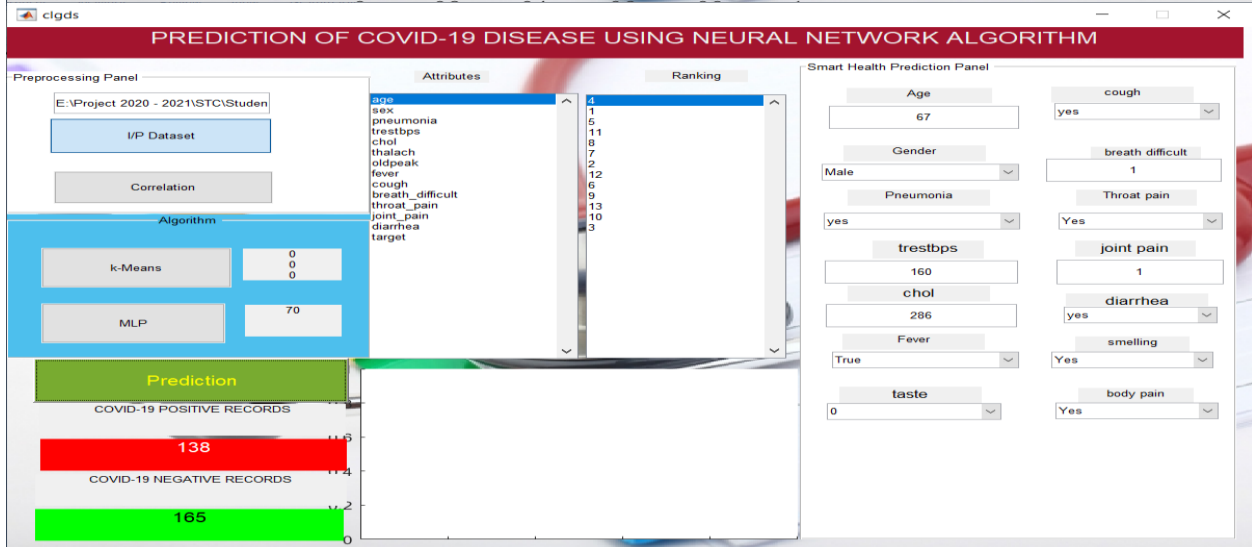 clgds
PREDICTION OF COVID-19 DISEASE USING NEURAL NETWORK ALGORITHM
Preprocessing Panel
E:\Project 2020 - 2021\STC\Studen
I/P Dataset
Correlation
Algorithm
k-Means
0
0
0
MLP
70
Prediction
COVID-19 POSITIVE RECORDS
138
COVID-19 NEGATIVE RECORDS
165
Attributes
age
sex
pneumonia
trestbps
chol
thalach
oldpeak
fever
cough
breath_difficult
throat_pain
joint_pain
diarrhea
target
Ranking
4
1
5
11
8
7
2
12
6
9
13
10
3
0
Smart Health Prediction Panel
Age
67
cough
yes
Gender
Male
breath difficult
1
Pneumonia
yes
Throat pain
Yes
trestbps
160
joint pain
1
chol
286
diarrhea
yes
Fever
True
smelling
Yes
taste
0
body pain
Yes